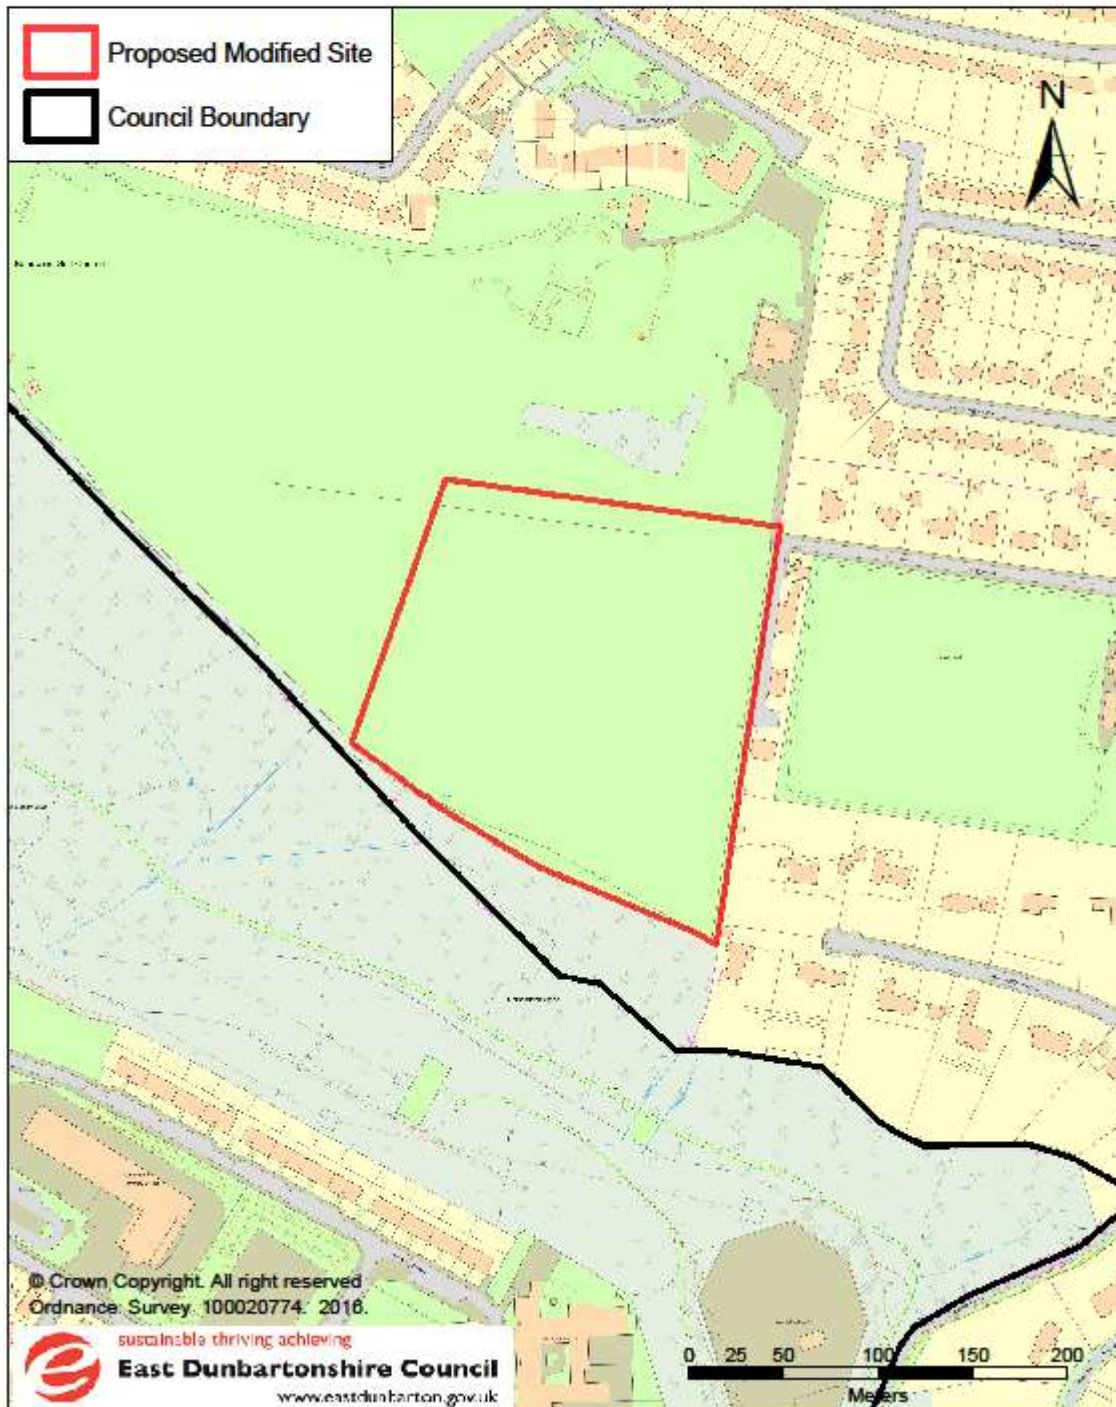 Proposed Modified Site
Council Boundary
N
© Crown Copyright. All right reserved
Ordnance Survey 100020774. 2016.
sustainable thriving achieving
East Dunbartonshire Council
www.eastdunbarton.gov.uk
0 25 50 100 150 200
Meters